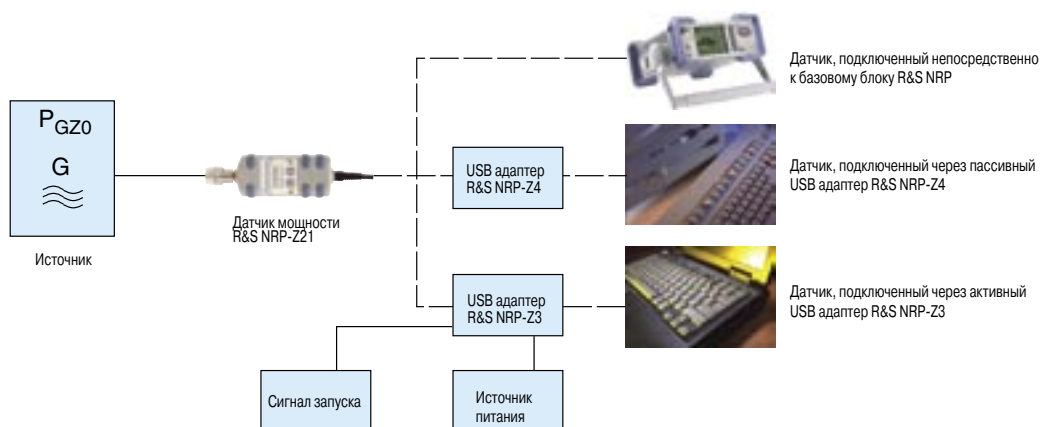 P_GZ0
G
Источник
Датчик мощности
R&S NRP-Z21
USB адаптер
R&S NRP-Z4
USB адаптер
R&S NRP-Z3
Сигнал запуска
Источник
питания
Датчик, подключенный непосредственно
к базовому блоку R&S NRP
Датчик, подключенный через пассивный
USB адаптер R&S NRP-Z4
Датчик, подключенный через активный
USB адаптер R&S NRP-Z3